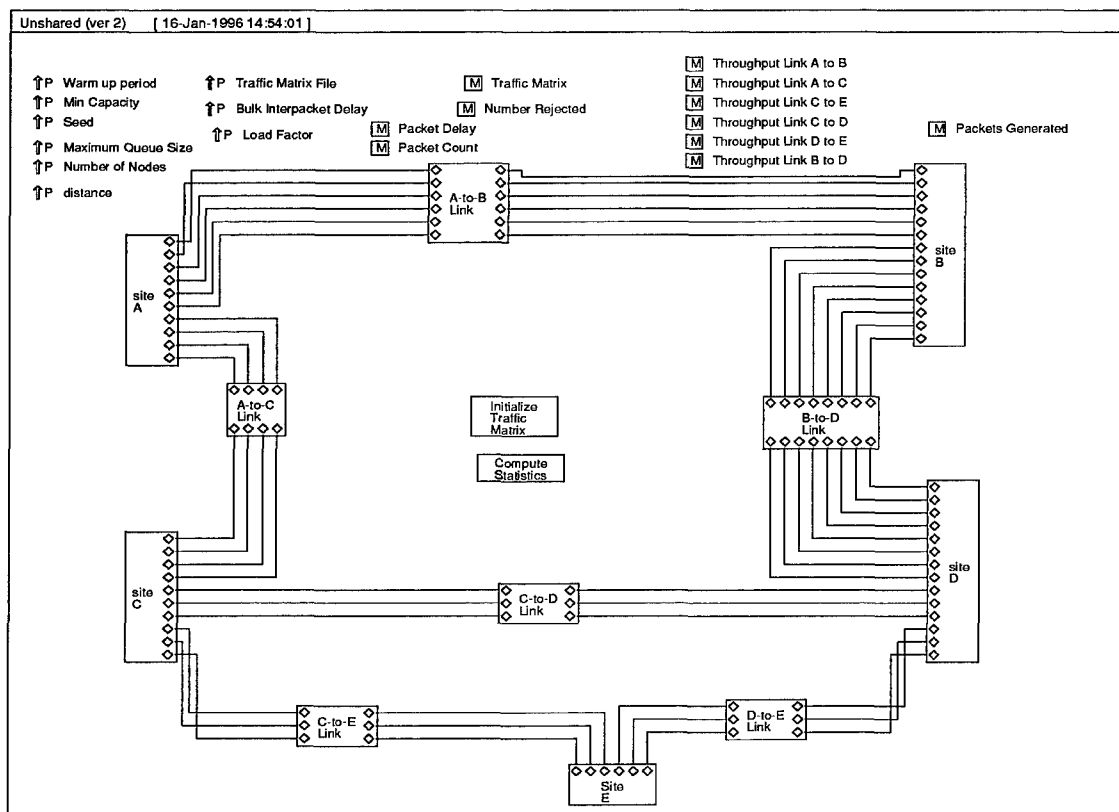 Unshared (ver 2) [ 16-Jan-1996 14:54:01 ]
⇑P Warm up period
⇑P Min Capacity
⇑P Seed
⇑P Maximum Queue Size
⇑P Number of Nodes
⇑P distance
⇑P Traffic Matrix File
⇑P Bulk Interpacket Delay
⇑P Load Factor
M Packet Delay
M Packet Count
M Traffic Matrix
M Number Rejected
M Throughput Link A to B
M Throughput Link A to C
M Throughput Link C to E
M Throughput Link C to D
M Throughput Link D to E
M Throughput Link B to D
M Packets Generated
A-to-B
Link
site
A
site
B
A-to-C
Link
Initialize
Traffic
Matrix
B-to-D
Link
Compute
Statistics
site
C
C-to-D
Link
site
D
C-to-E
Link
D-to-E
Link
Site
E